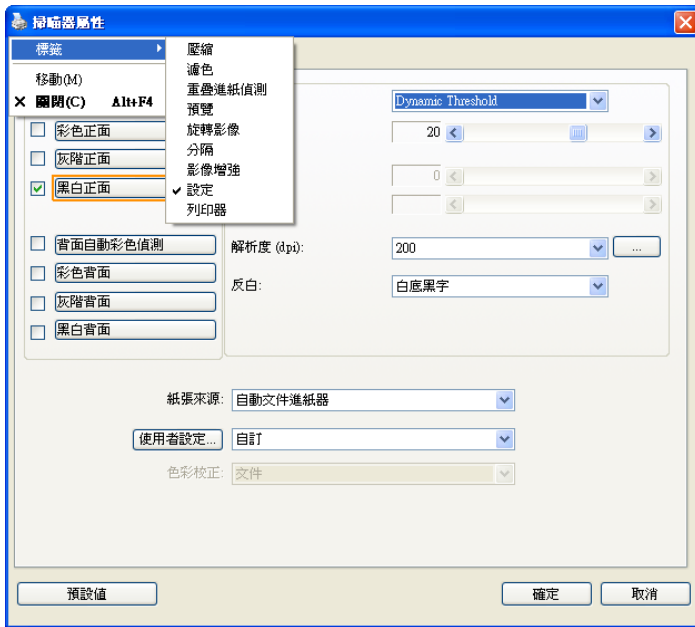 掃瞄器屬性
標籤
移動(M)
關閉(C) Alt+F4
壓縮
濾色
重疊進紙偵測
預覽
旋轉影像
分隔
影像增強
設定
列印器
Dynamic Threshold
彩色正面
20
灰階正面
黑白正面
0
背面自動彩色偵測
解析度 (dpi):
200
...
彩色背面
反白:
白底黑字
灰階背面
黑白背面
紙張來源:
自動文件進紙器
使用者設定...
自訂
色彩校正:
文件
預設值
確定
取消